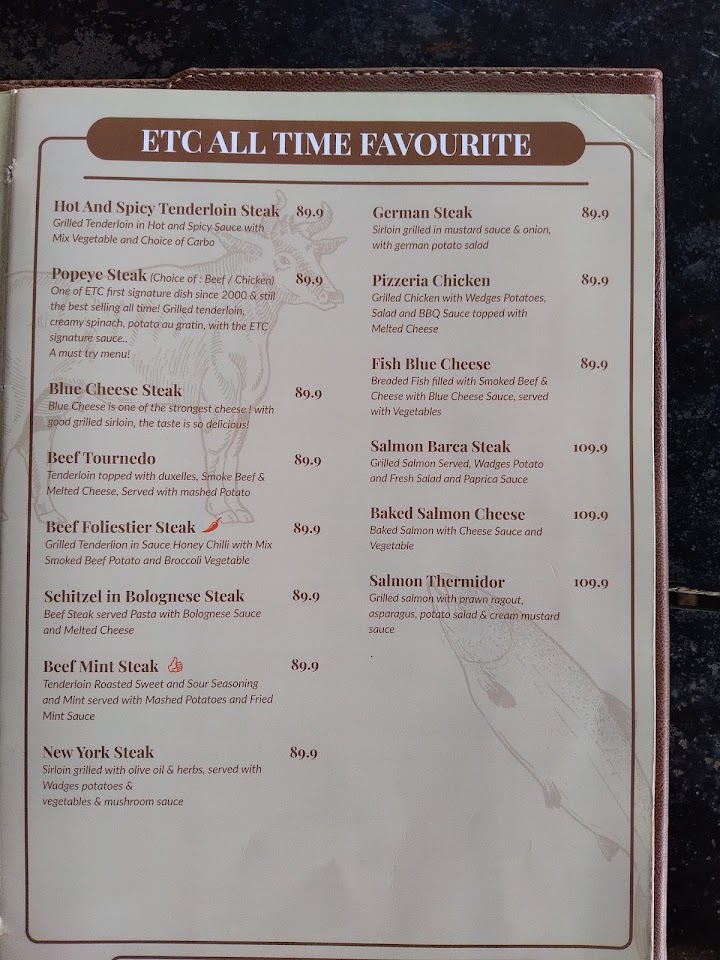 ETC ALL TIME FAVOURITE
Hot And Spicy Tenderloin Steak 89.9
Grilled Tenderloin in Hot and Spicy Sauce with
Mix Vegetable and Choice of Carbo
Popeye Steak (Choice of : Beef / Chicken) 89.9
One of ETC first signature dish since 2000 & still
the best selling all time! Grilled tenderloin,
creamy spinach, potato au gratin, with the ETC
signature sauce..
A must try menu!
Blue Cheese Steak 89.9
Blue Cheese is one of the strongest cheese ! with
good grilled sirloin, the taste is so delicious!
Beef Tournedo 89.9
Tenderloin topped with duxelles, Smoke Beef &
Melted Cheese, Served with mashed Potato
Beef Foliestier Steak 89.9
Grilled Tenderlion in Sauce Honey Chilli with Mix
Smoked Beef Potato and Broccoli Vegetable
Schitzel in Bolognese Steak 89.9
Beef Steak served Pasta with Bolognese Sauce
and Melted Cheese
Beef Mint Steak 89.9
Tenderloin Roasted Sweet and Sour Seasoning
and Mint served with Mashed Potatoes and Fried
Mint Sauce
New York Steak 89.9
Sirloin grilled with olive oil & herbs, served with
Wadges potatoes &
vegetables & mushroom sauce
German Steak 89.9
Sirloin grilled in mustard sauce & onion,
with german potato salad
Pizzeria Chicken 89.9
Grilled Chicken with Wedges Potatoes,
Salad and BBQ Sauce topped with
Melted Cheese
Fish Blue Cheese 89.9
Breaded Fish filled with Smoked Beef &
Cheese with Blue Cheese Sauce, served
with Vegetables
Salmon Barca Steak 109.9
Grilled Salmon Served, Wadges Potato
and Fresh Salad and Paprica Sauce
Baked Salmon Cheese 109.9
Baked Salmon with Cheese Sauce and
Vegetable
Salmon Thermidor 109.9
Grilled salmon with prawn ragout,
asparagus, potato salad & cream mustard
sauce